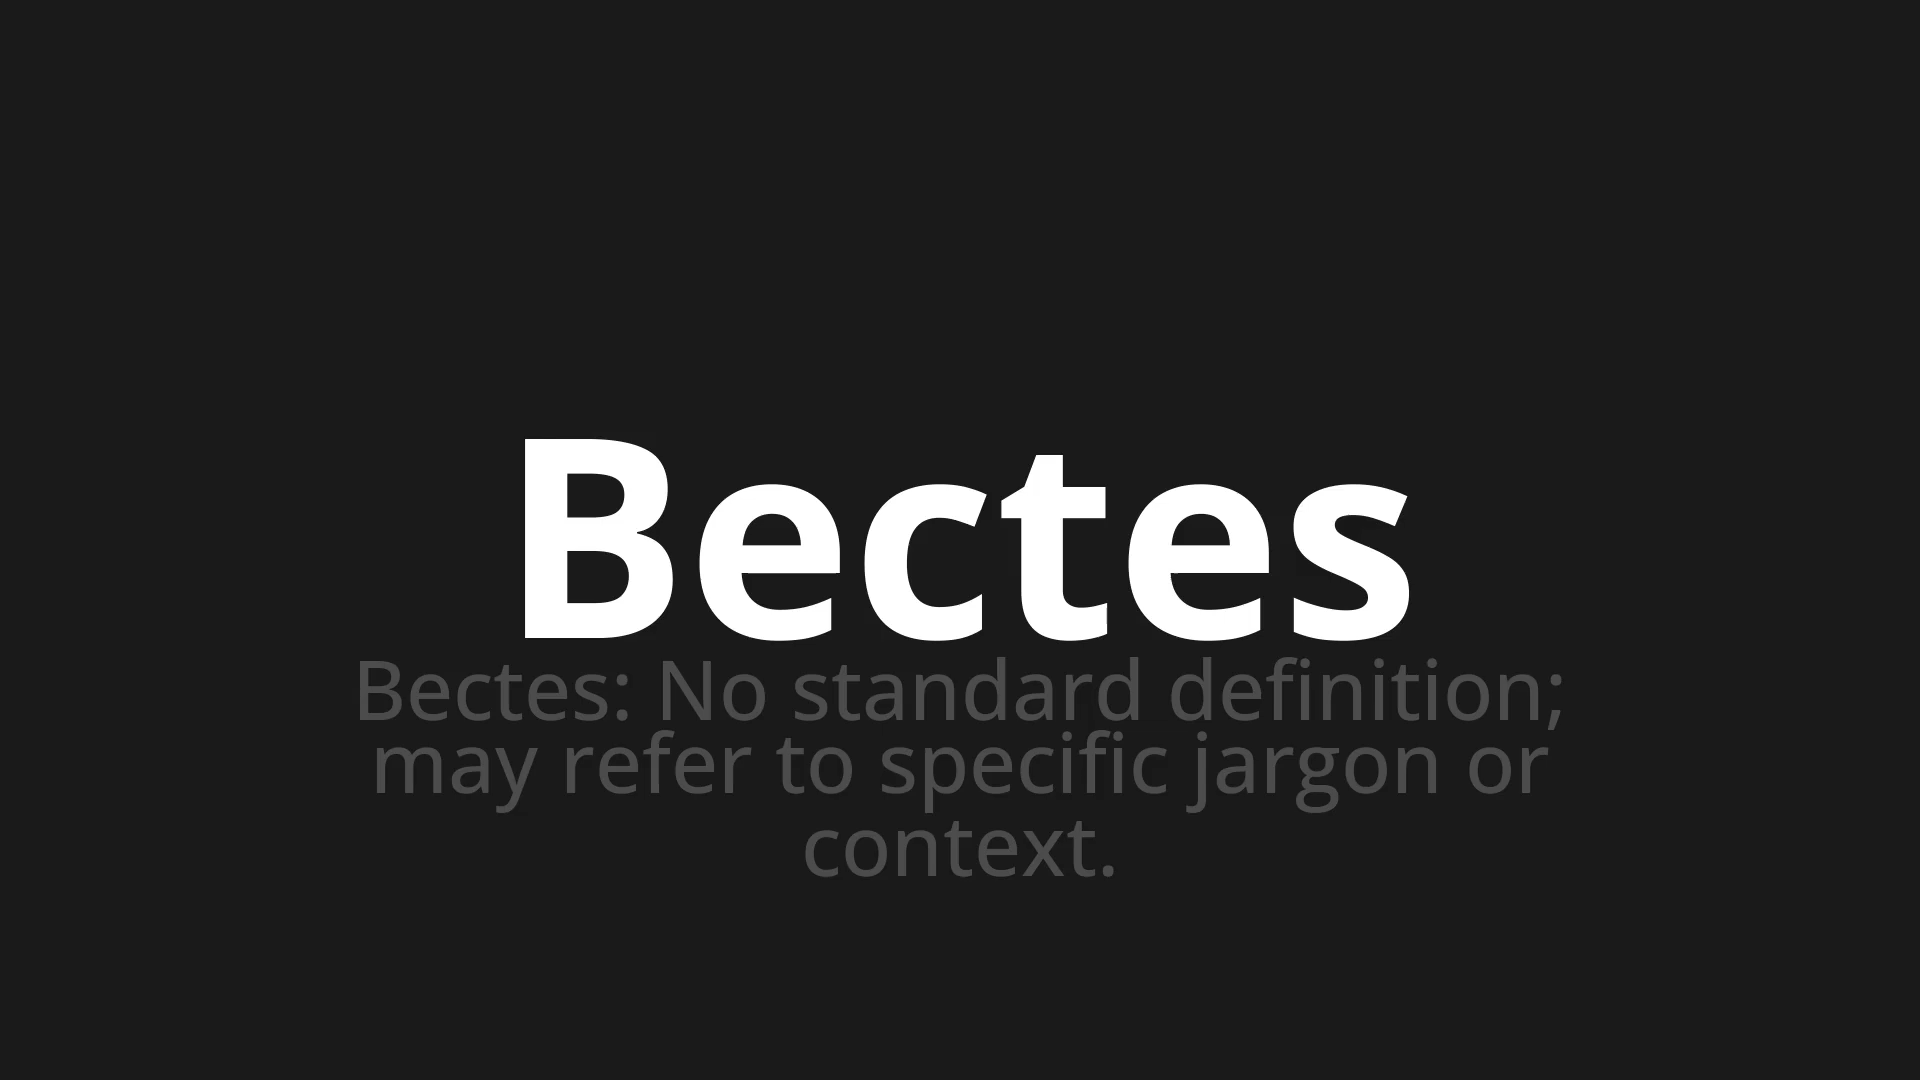 Bectes
Bectes: No standard definition;
may refer to specific jargon or
context.